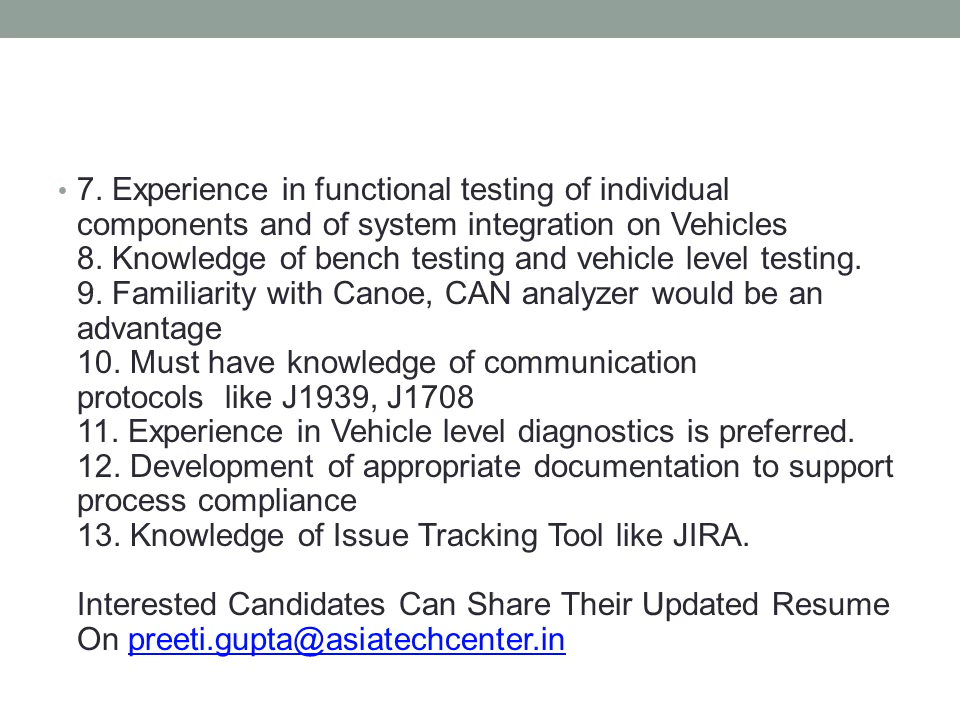 • 7. Experience in functional testing of individual
components and of system integration on Vehicles
8. Knowledge of bench testing and vehicle level testing.
9. Familiarity with Canoe, CAN analyzer would be an
advantage
10. Must have knowledge of communication
protocols  like J1939, J1708
11. Experience in Vehicle level diagnostics is preferred.
12. Development of appropriate documentation to support
process compliance
13. Knowledge of Issue Tracking Tool like JIRA.
Interested Candidates Can Share Their Updated Resume
On preeti.gupta@asiatechcenter.in